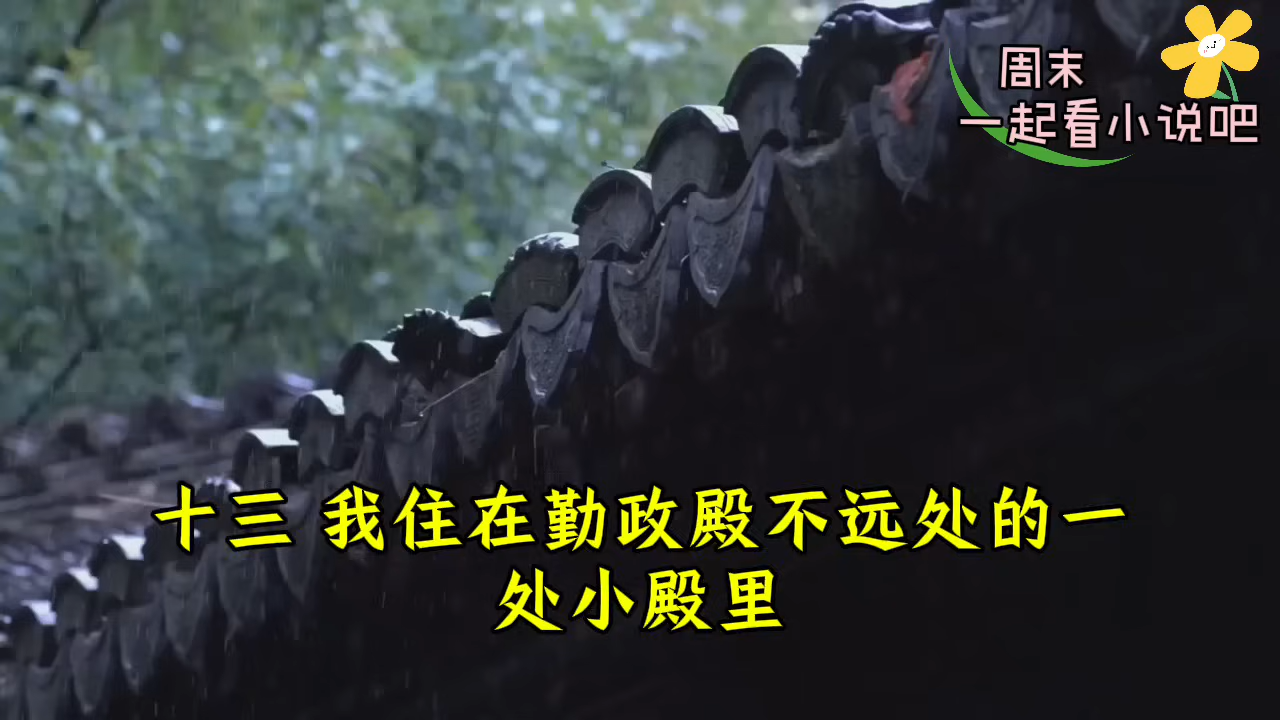 周末
一起看小说吧
十三 我住在勤政殿不远处的一
处小殿里